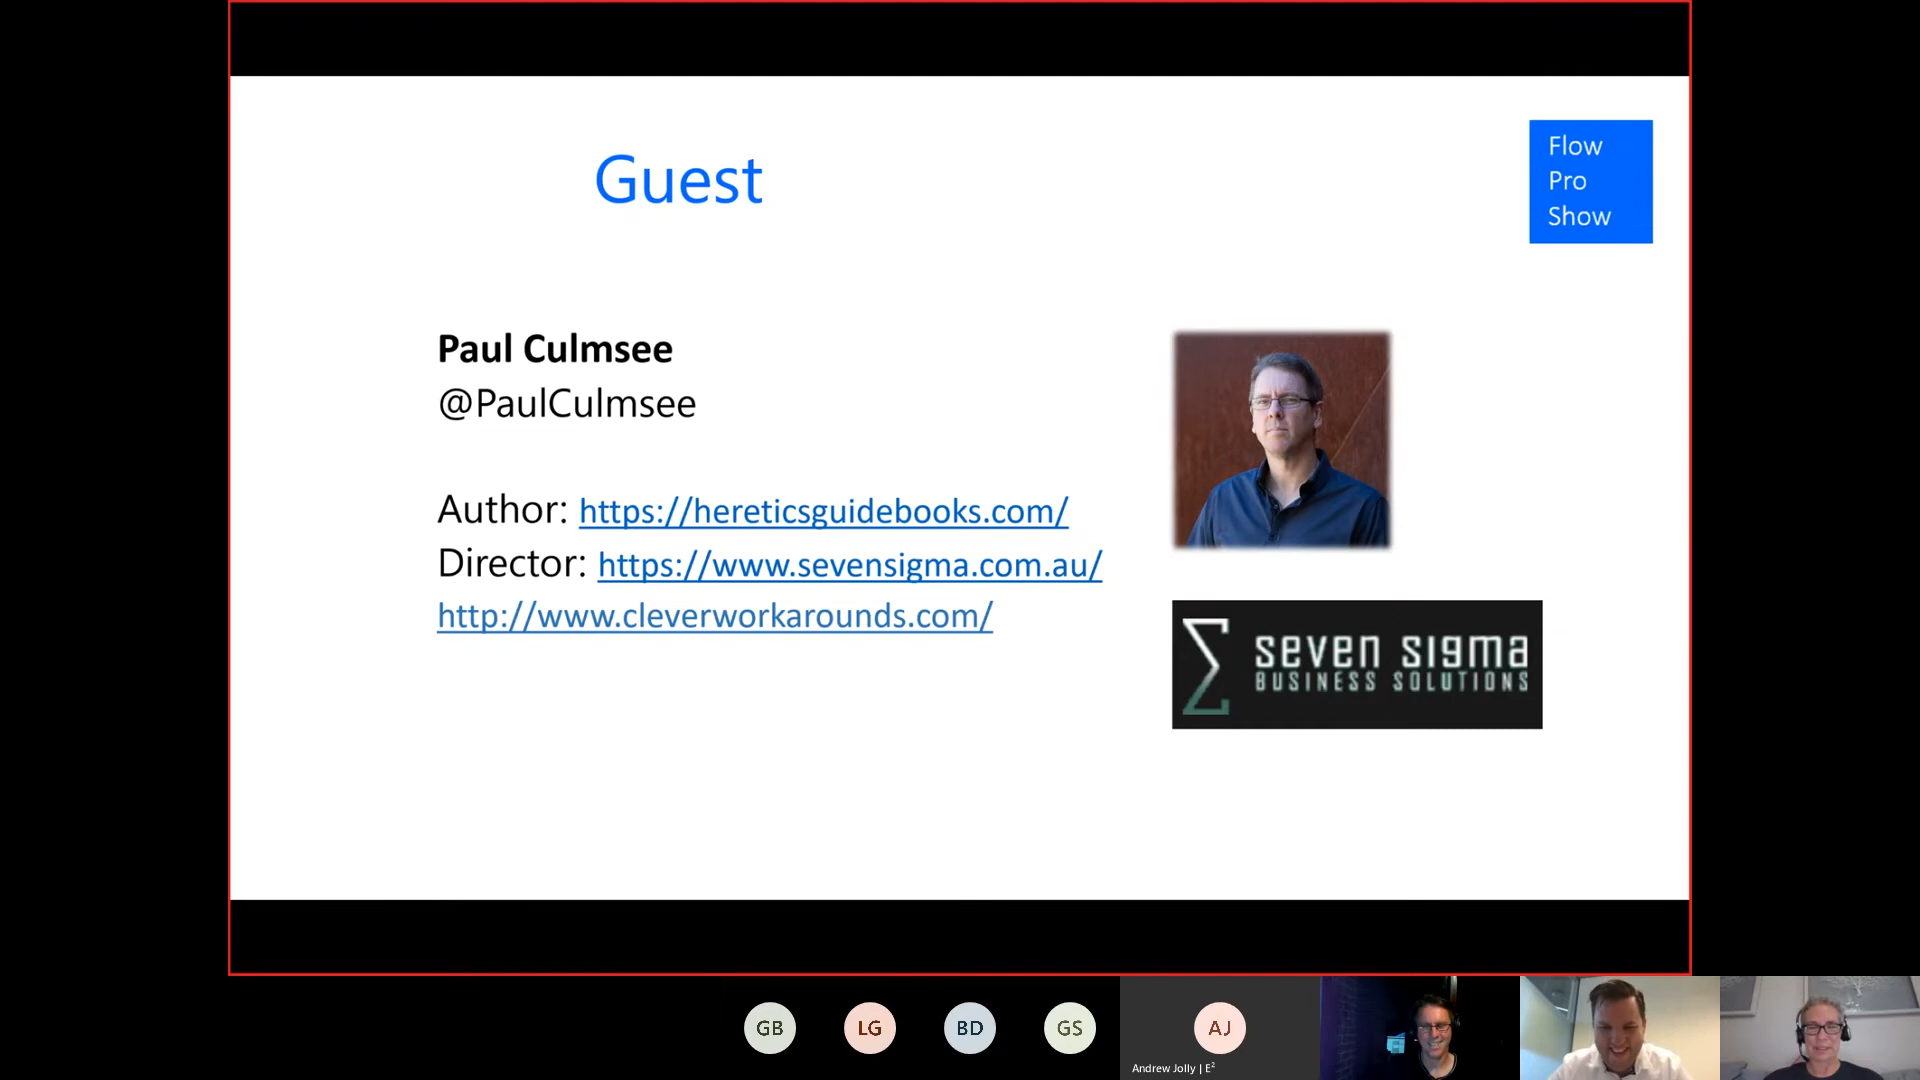 Guest
Flow
Pro
Show
Paul Culmsee
@PaulCulmsee
Author: https://hereticsguidebooks.com/
Director: https://www.sevensigma.com.au/
http://www.cleverworkarounds.com/
seven sigma
BUSINESS SOLUTIONS
GB
LG
BD
GS
AJ
Andrew Jolly | E²